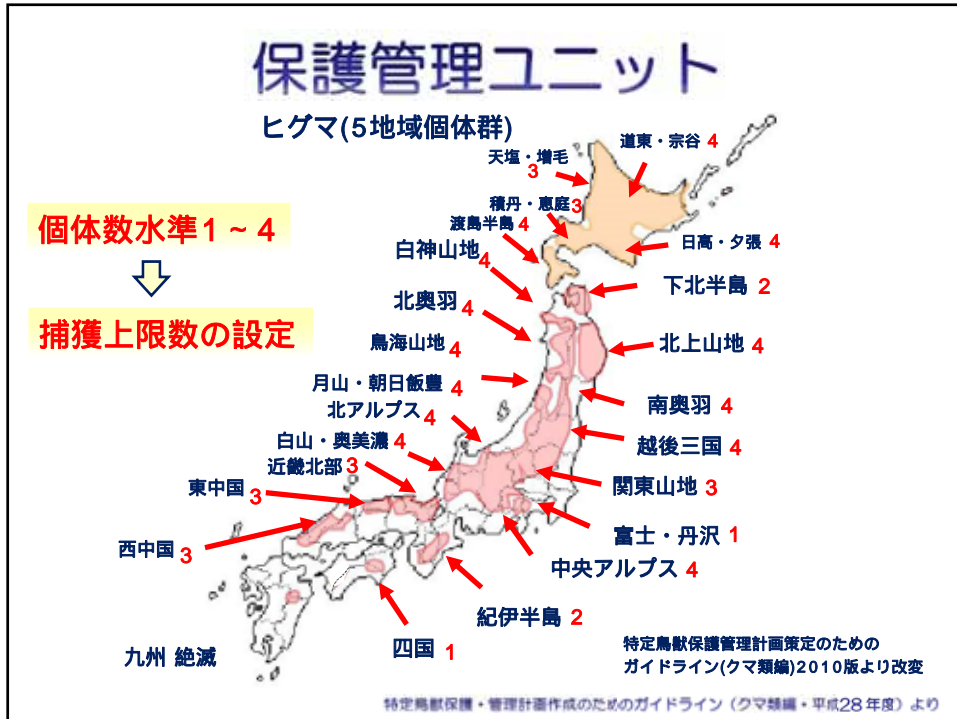 保護管理ユニット
ヒグマ(5地域個体群)
道東・宗谷 4
天塩・増毛
3
積丹・恵庭3
渡島半島 4
日高・夕張 4
個体数水準1～4
捕獲上限数の設定
白神山地
4
下北半島 2
北奥羽 4
鳥海山地 4
北上山地 4
月山・朝日飯豊 4
南奥羽 4
北アルプス 4
越後三国 4
白山・奥美濃 4
近畿北部 3
関東山地 3
東中国 3
富士・丹沢 1
西中国 3
中央アルプス 4
紀伊半島 2
四国 1
九州 絶滅
特定鳥獣保護管理計画策定のための
ガイドライン(クマ類編)2010版より改変
特定鳥獣保護・管理計画作成のためのガイドライン（クマ類編・平成28年度）より